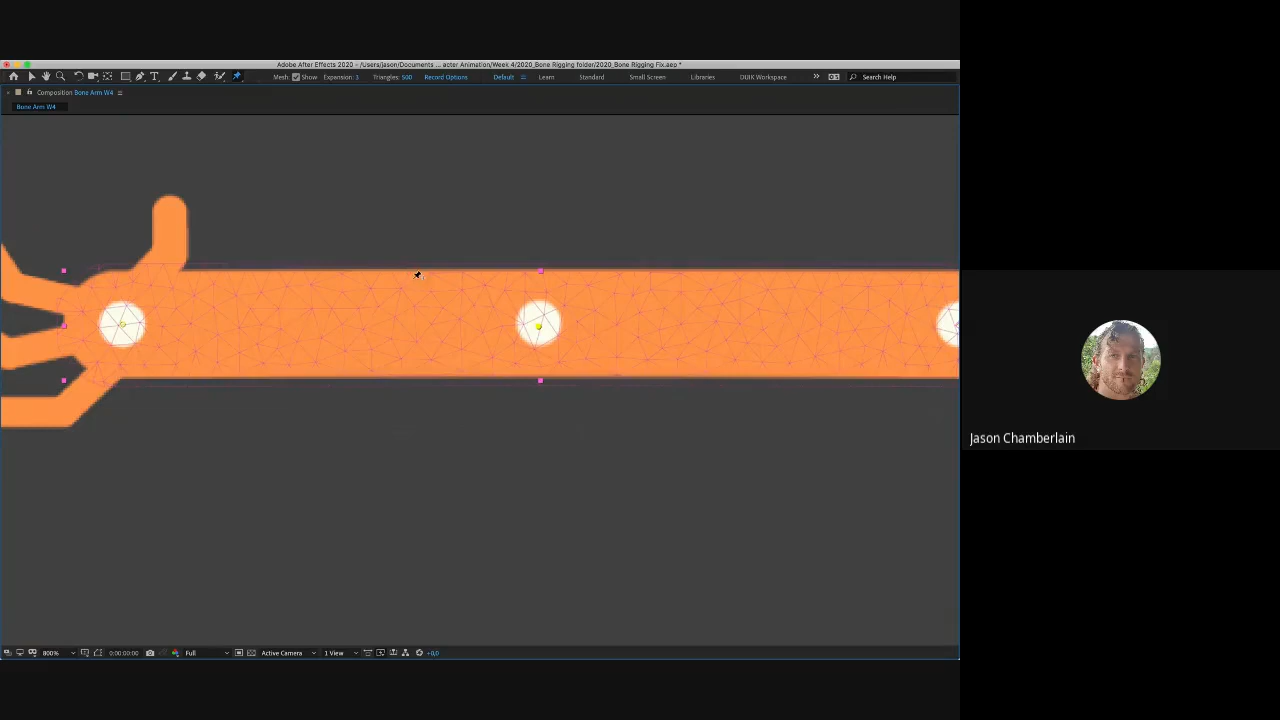 Adobe After Effects 2020 - /Users/jason/Documents ... acter Animation/Week 4/2020_Bone Rigging folder/2020_Bone Rigging Fix.aep *
Mesh: Show Expansion: 3 Triangles: 500 Record Options Default Learn Standard Small Screen Libraries DUIK Workspace Search Help
Composition Bone Arm W4
Bone Arm W4
Jason Chamberlain
800% 0:00:00:00 Full Active Camera 1 View +0,0